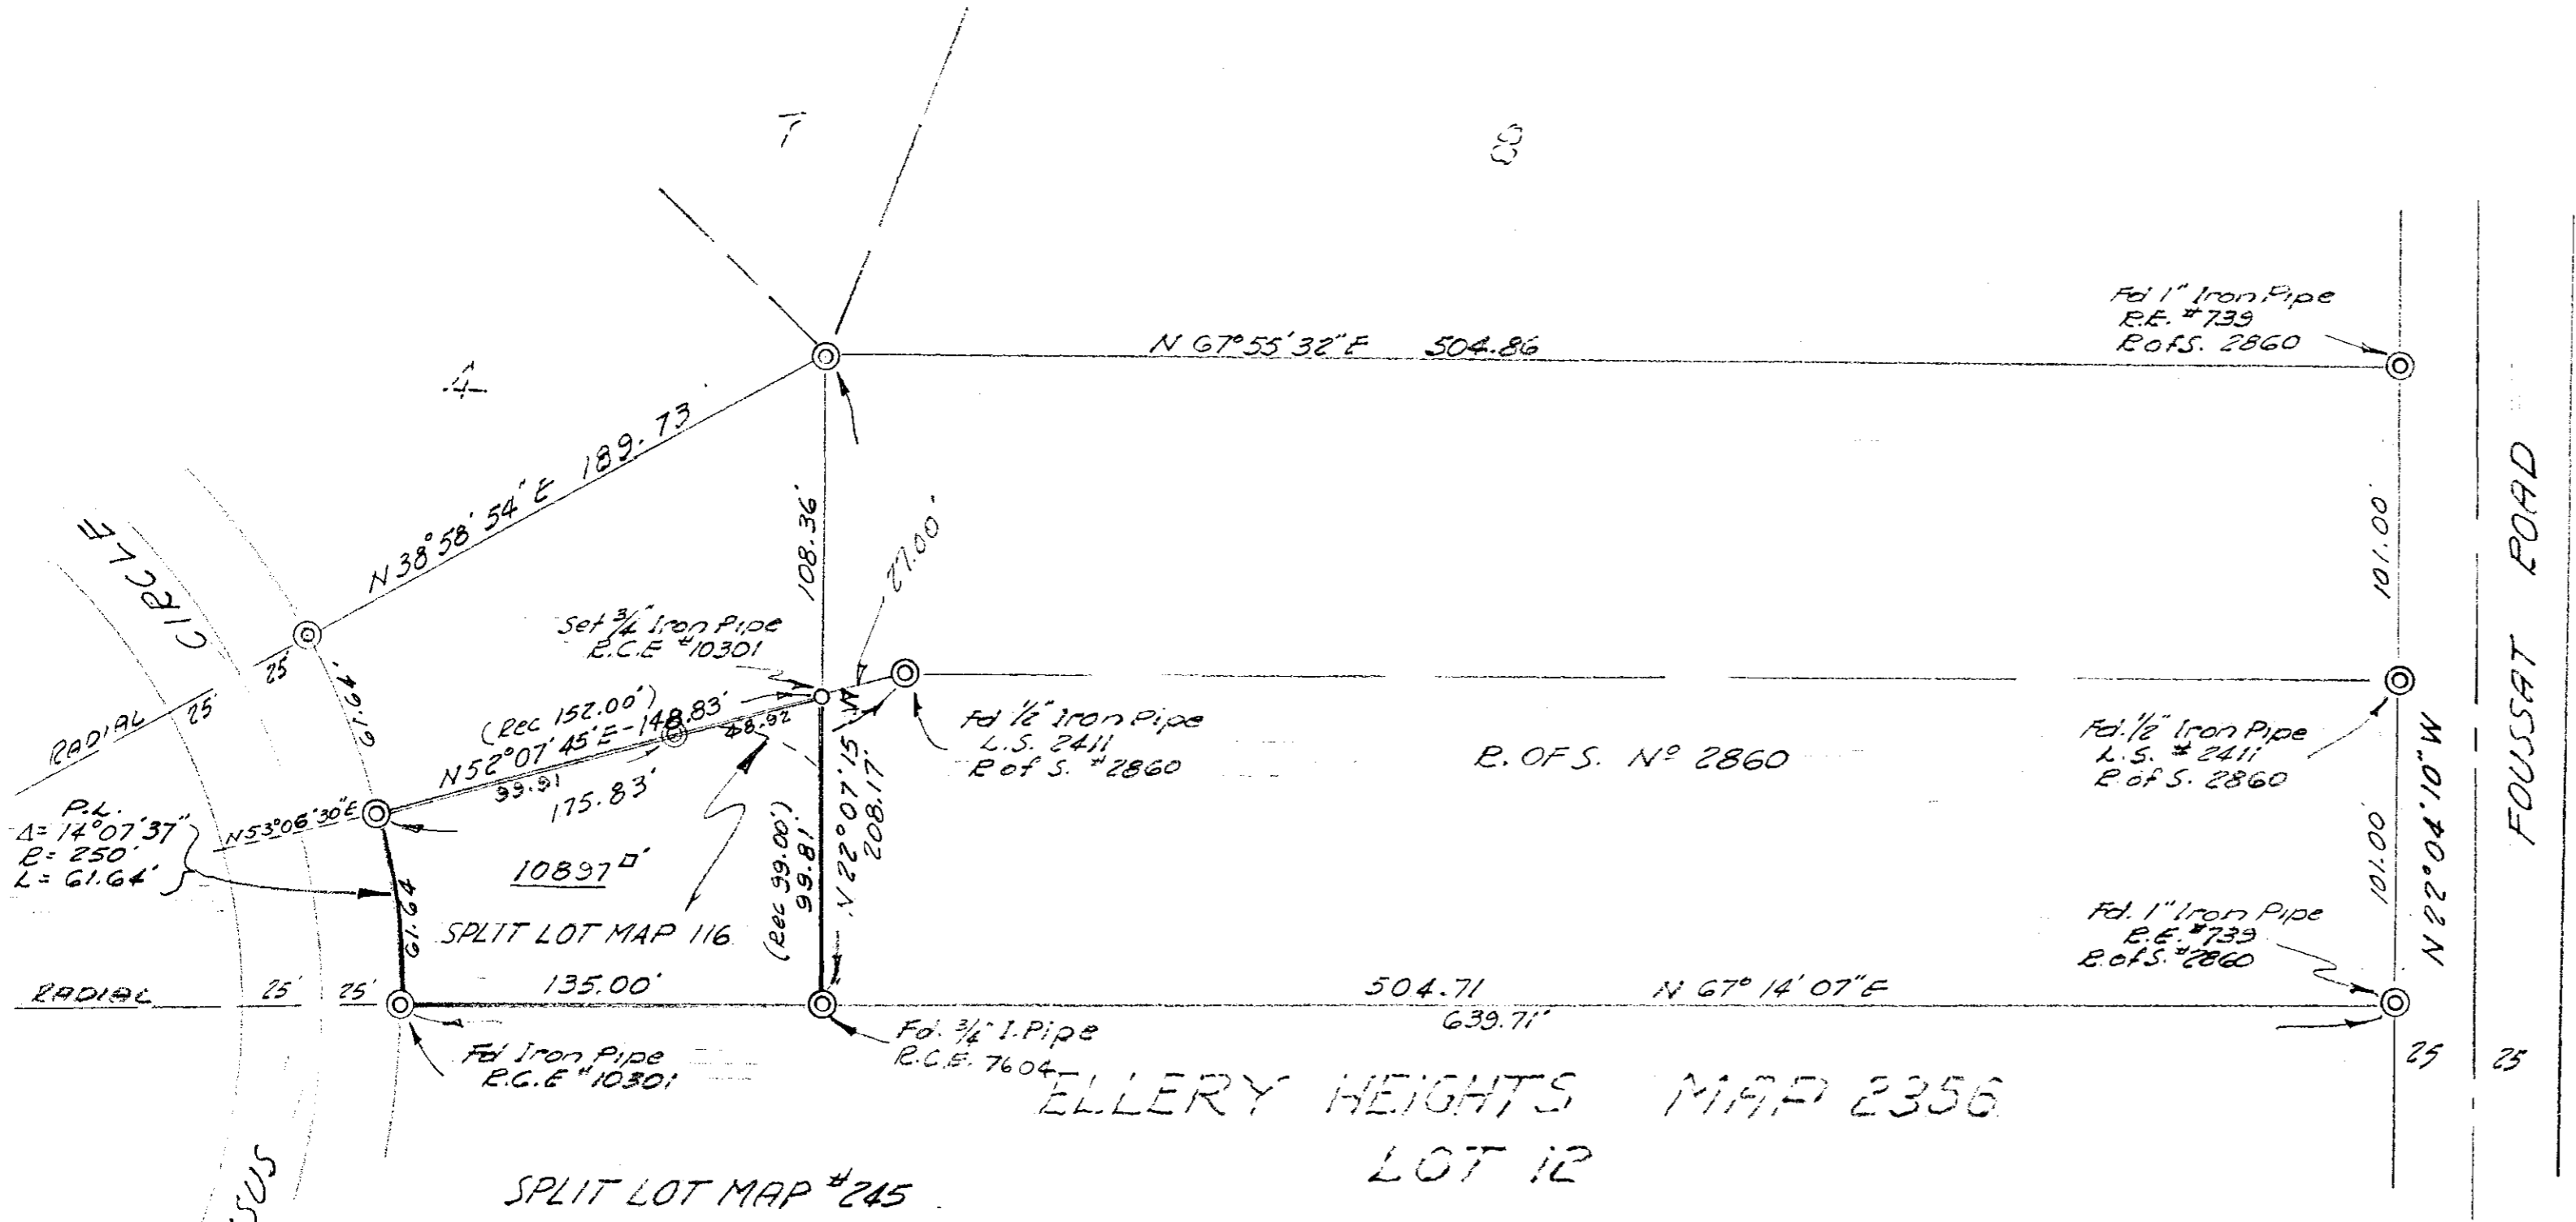 7
8
4
Fd 1" Iron Pipe
R.E. #739
R of S. 2860
N 67°55'32"E 504.86
N 38°58'54" E 189.73
CIRCLE
108.36'
27.00'
101.00'
FOUSSAT ROAD
Set 3/4" Iron Pipe
R.C.E #10301
25'
25'
RADIAL
61.64'
(Rec 152.00')
N52°07'45"E - 148.83'
48.92
99.91
175.83'
Fd 1/2" Iron Pipe
L.S. 2411
R of S. #2860
R. OF S. Nº 2860
Fd. 1/2" Iron Pipe
L.S. #2411
R of S. 2860
N 22°04'10" W
P.L.
Δ= 14°07'37"
R= 250'
L= 61.64'
N53°06'30"E
10897 □'
61.64
SPLIT LOT MAP 116
(Rec 99.00')
99.81'
N 22°07'15" W
208.17'
101.00'
Fd. 1" Iron Pipe
R.E. #739
R of S. #2860
RADIAL 25' 25'
135.00'
504.71 N 67° 14' 07" E
639.71'
Fd Iron Pipe
R.C.E #10301
Fd. 3/4" I. Pipe
R.C.E. 7604
25 25
ELLERY HEIGHTS MAP 2356
LOT 12
SPLIT LOT MAP #245